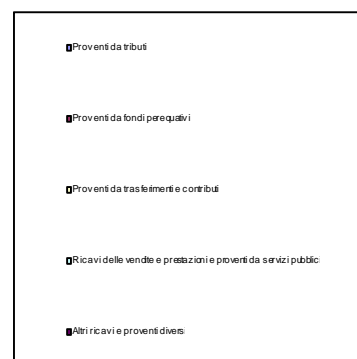 Proventi da tributi
Proventi da fondi perequativi
Proventi da trasferimenti e contributi
Ricavi delle vendite e prestazioni e proventi da servizi pubblici
Altri ricavi e proventi diversi